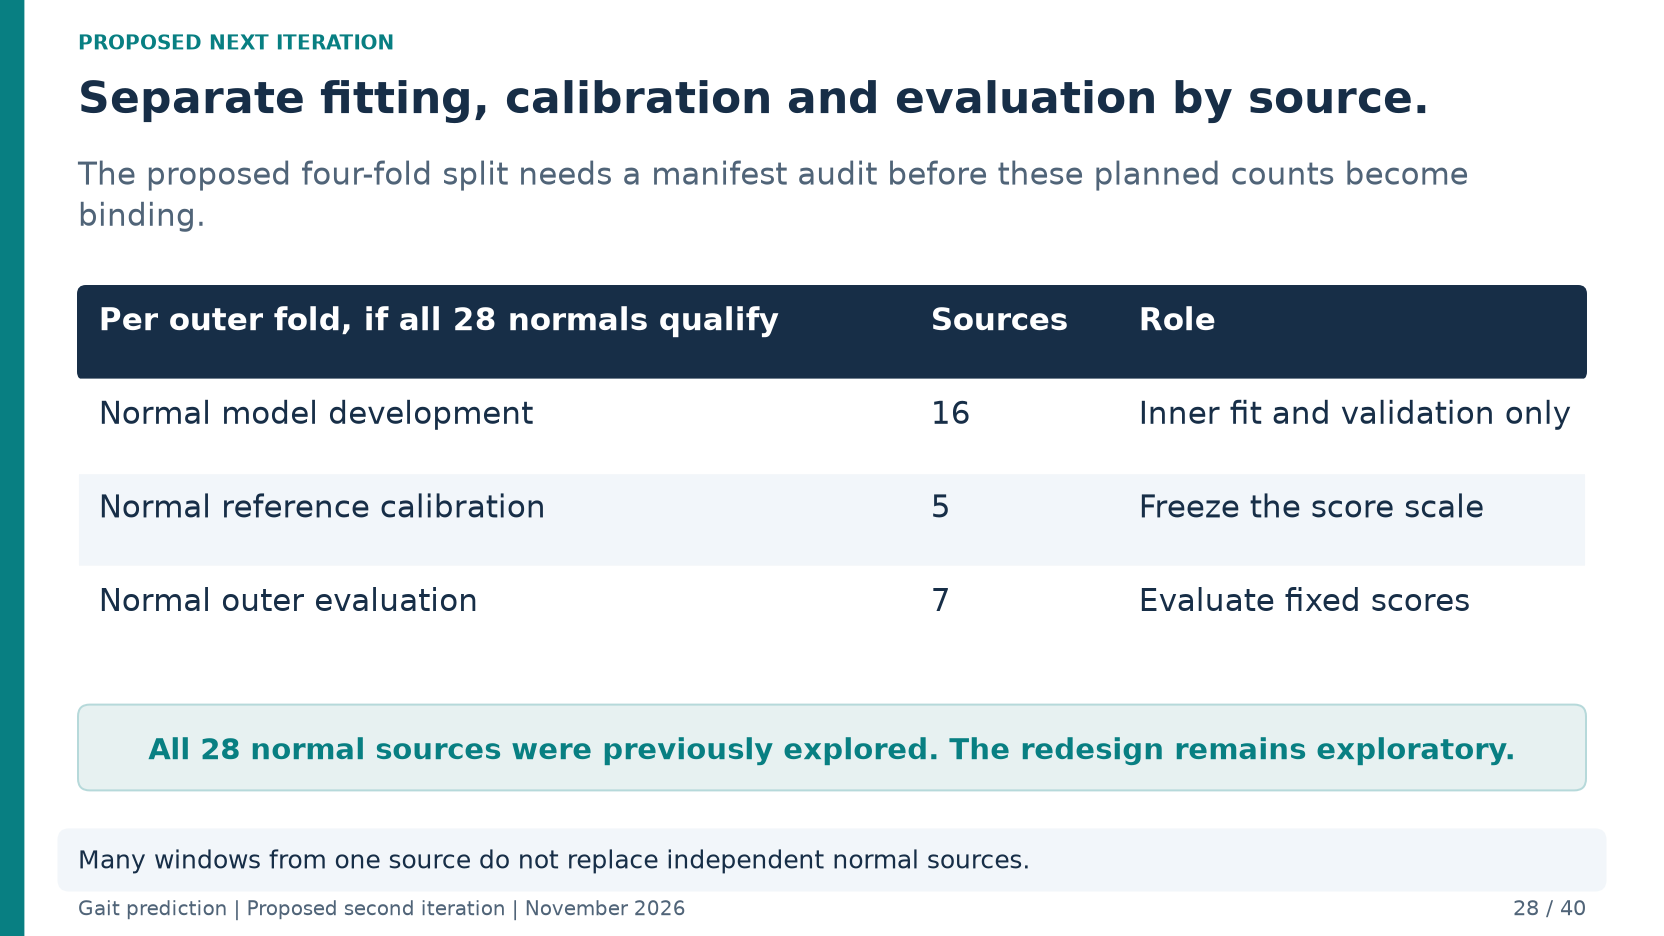 PROPOSED NEXT ITERATION
Separate fitting, calibration and evaluation by source.
The proposed four-fold split needs a manifest audit before these planned counts become
binding.
Per outer fold, if all 28 normals qualify Sources Role
Normal model development 16 Inner fit and validation only
Normal reference calibration 5 Freeze the score scale
Normal outer evaluation 7 Evaluate fixed scores
All 28 normal sources were previously explored. The redesign remains exploratory.
Many windows from one source do not replace independent normal sources.
Gait prediction | Proposed second iteration | November 2026 28 / 40